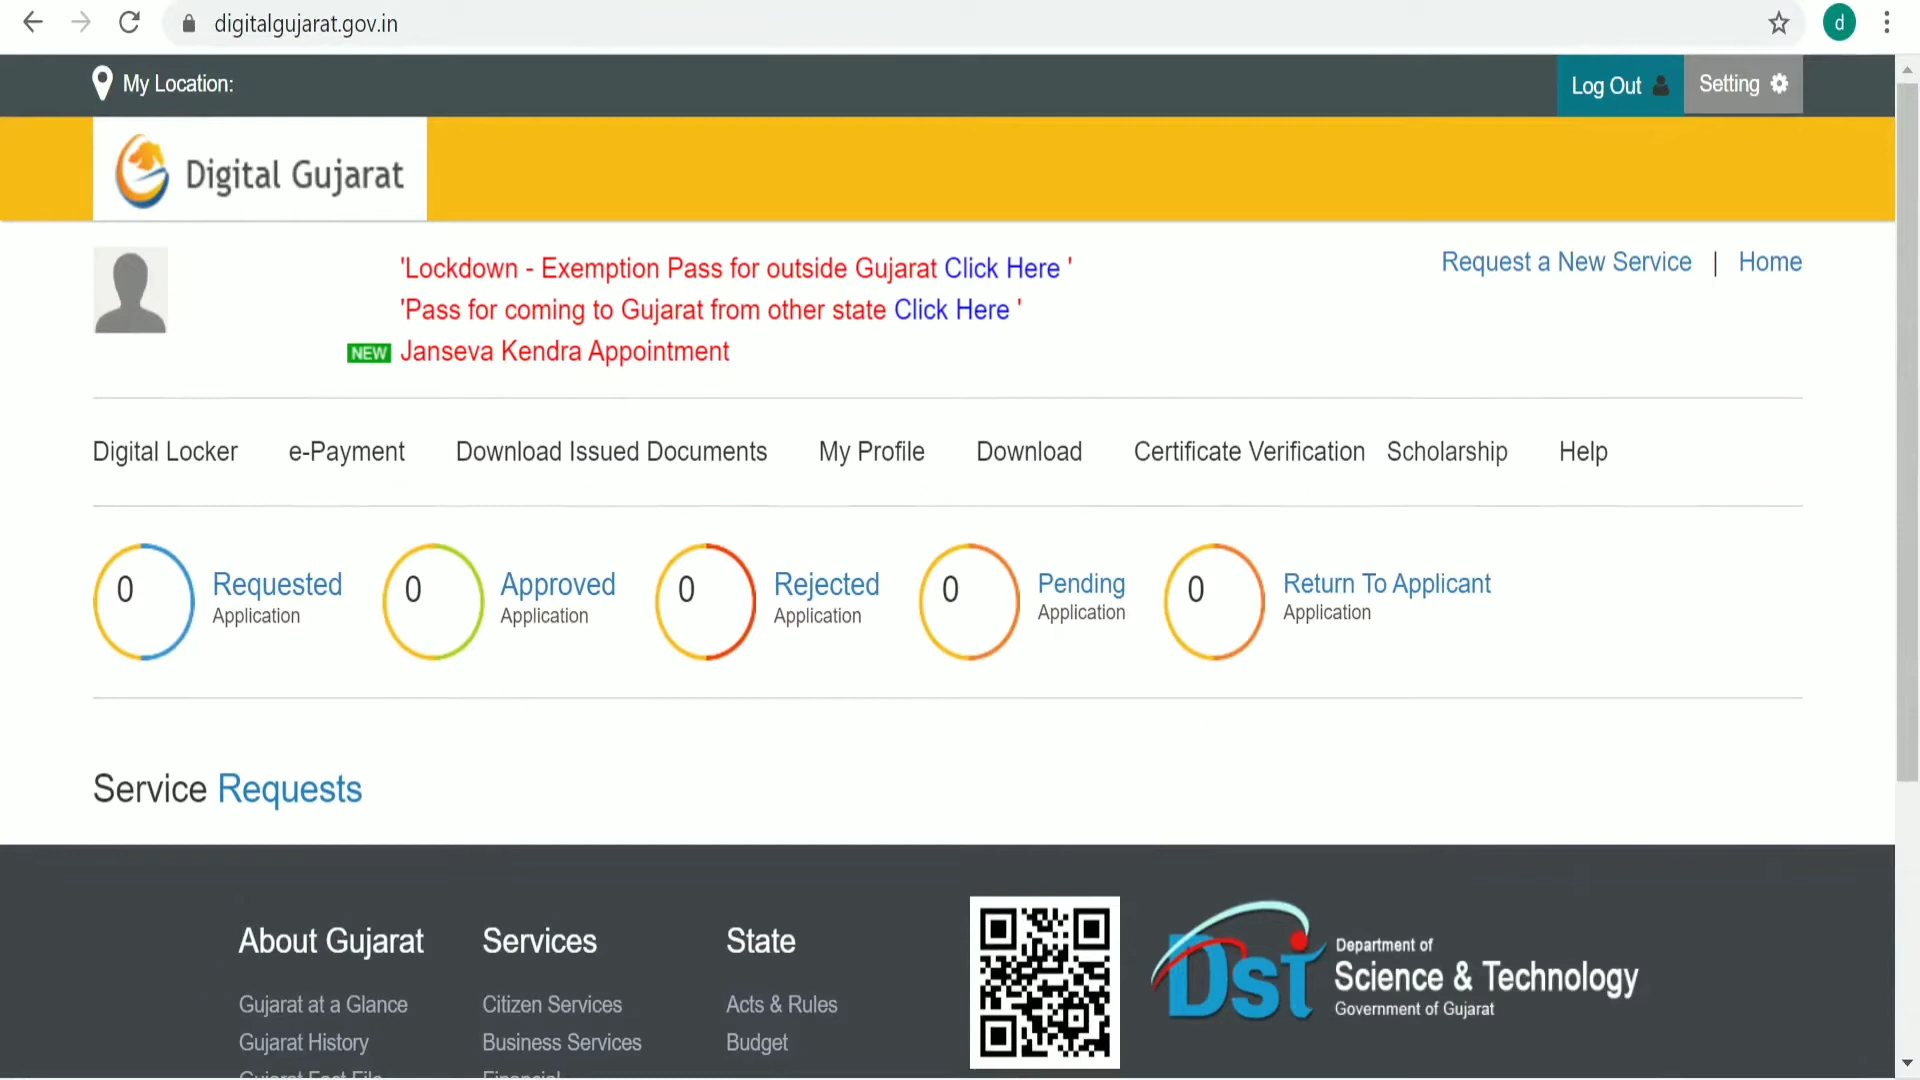 digitalgujarat.gov.in
d
My Location:
Log Out
Setting
Digital Gujarat
'Lockdown - Exemption Pass for outside Gujarat Click Here '
'Pass for coming to Gujarat from other state Click Here '
NEW Janseva Kendra Appointment
Request a New Service | Home
Digital Locker e-Payment Download Issued Documents My Profile Download Certificate Verification Scholarship Help
0 Requested Application
0 Approved Application
0 Rejected Application
0 Pending Application
0 Return To Applicant Application
Service Requests
About Gujarat
Gujarat at a Glance
Gujarat History
Gujarat Fact File
Services
Citizen Services
Business Services
Financial
State
Acts & Rules
Budget
Dst
Department of
Science & Technology
Government of Gujarat